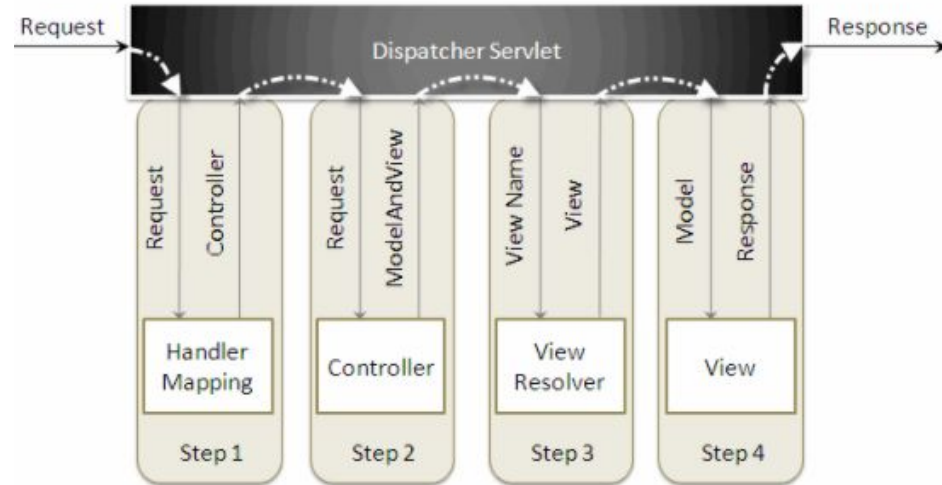 Request
Dispatcher Servlet
Response
Request
Controller
Request
ModelAndView
View Name
View
Model
Response
Handler
Mapping
Controller
View
Resolver
View
Step 1
Step 2
Step 3
Step 4